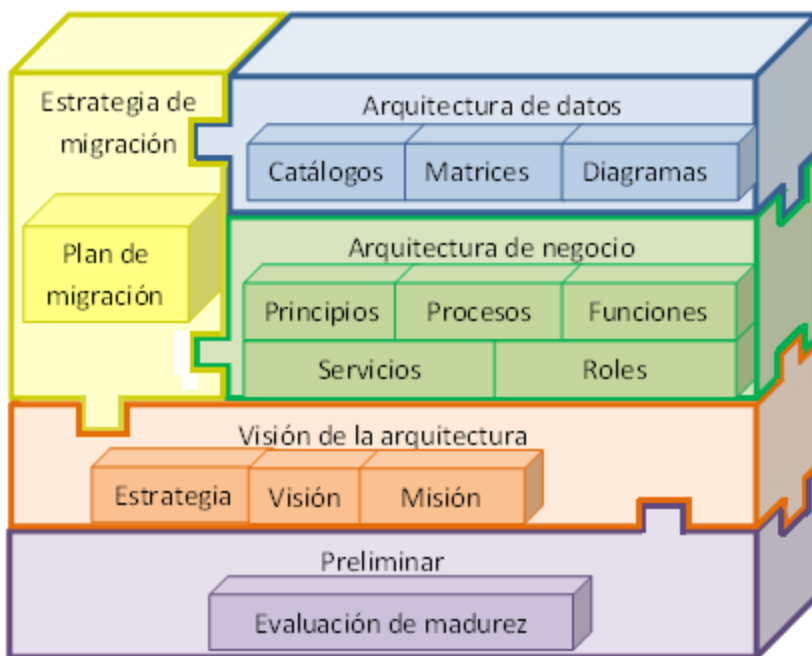 Estrategia de
migración
Plan de
migración
Arquitectura de datos
Catálogos Matrices Diagramas
Arquitectura de negocio
Principios Procesos Funciones
Servicios Roles
Visión de la arquitectura
Estrategia Visión Misión
Preliminar
Evaluación de madurez